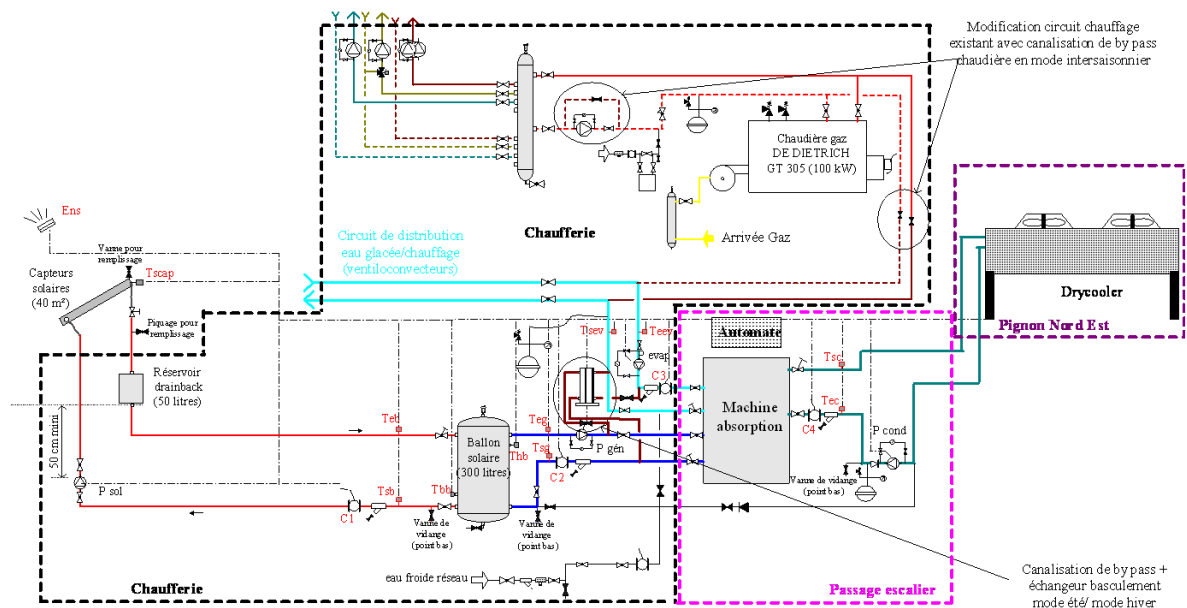 Modification circuit chauffage
existant avec canalisation de by pass
chaudière en mode intersaisonnier
Chaudière gaz
DE DIETRICH
GT 305 (100 kW)
Ens
Vanne pour
remplissage
Capteurs
solaires
(40 m²)
Tscap
Circuit de distribution
eau glacée/chauffage
(ventiloconvecteurs)
Chaufferie
Arrivée Gaz
Drycooler
Pignon Nord Est
Piquage pour
remplissage
Tsev
Teev
Automate
Tsc
evap
C3
Réservoir
drainback
(50 litres)
50 cm mini
Machine
absorption
Tec
C4
P cond
Teb
Teg
Tsg
Thb
P gén
Ballon
solaire
(300 litres)
C2
P sol
Tbb
Tsb
C1
Vanne de vidange
(point bas)
Vanne de
vidange
(point bas)
Vanne de
vidange
(point bas)
eau froide réseau
Chaufferie
Passage escalier
Canalisation de by pass +
échangeur basculement
mode été/ mode hiver